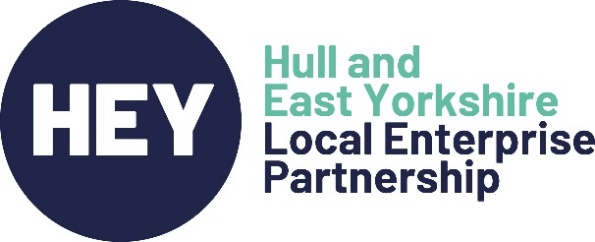 HEY
Hull and
East Yorkshire
Local Enterprise
Partnership